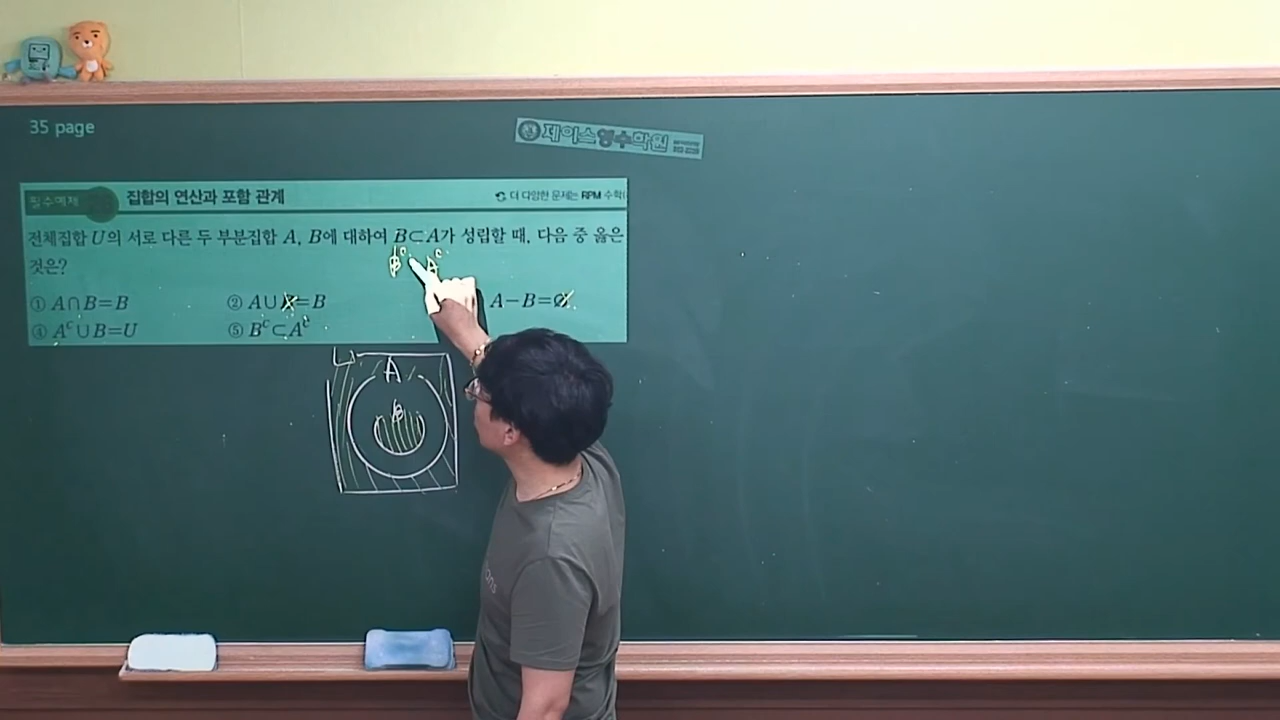 35 page
제이스영수학원
필수예제 집합의 연산과 포함 관계 더 다양한 문제는 RPM 수학
전체집합 U의 서로 다른 두 부분집합 A, B에 대하여 B⊂A가 성립할 때, 다음 중 옳은
것은?
B^C A^C
① A∩B=B ② A∪B=B A-B=∅
④ A^C∪B=U ⑤ B^C⊂A^C
U
A
B
ons